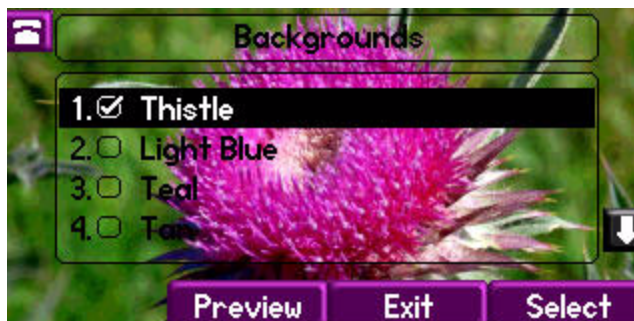 Backgrounds
1. Thistle
2. Light Blue
3. Teal
4. Tan
Preview Exit Select